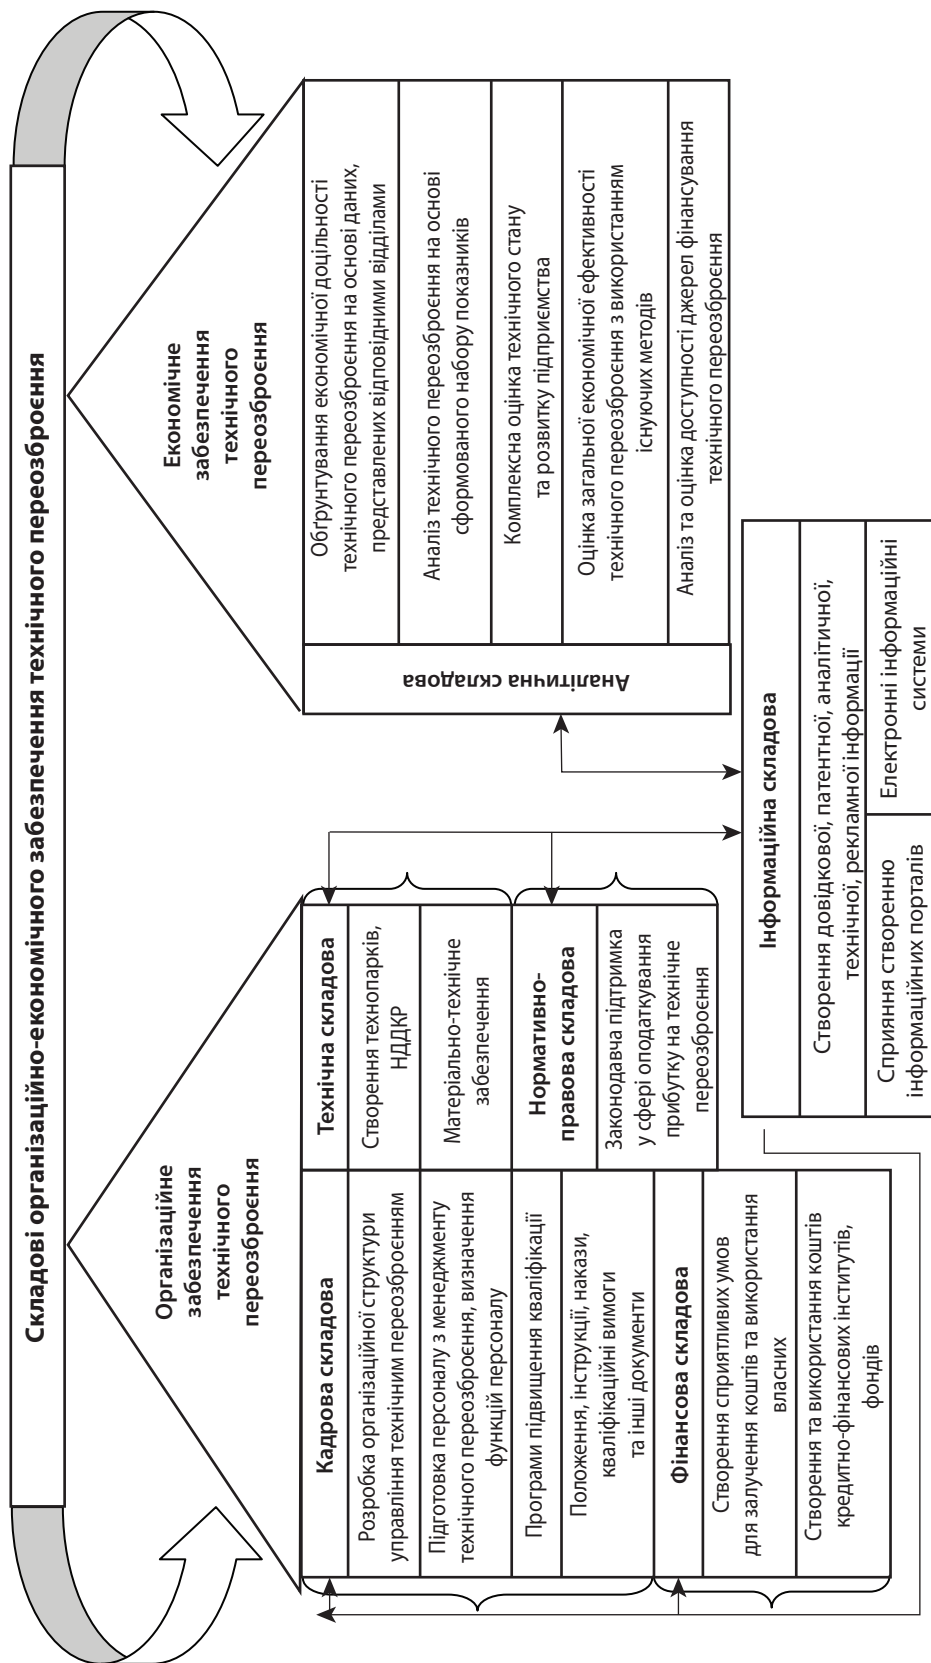 Складові організаційно-економічного забезпечення технічного переозброєння
Організаційне
забезпечення
технічного
переозброєння
Кадрова складова
Розробка організаційної структури
управління технічним переозброєнням
Підготовка персоналу з менеджменту
технічного переозброєння, визначення
функцій персоналу
Програми підвищення кваліфікації
Положення, інструкції, накази,
кваліфікаційні вимоги
та інші документи
Фінансова складова
Створення сприятливих умов
для залучення коштів та використання
власних
Створення та використання коштів
кредитно-фінансових інститутів,
фондів
Технічна складова
Створення технопарків,
НДДКР
Матеріально-технічне
забезпечення
Нормативно-
правова складова
Законодавча підтримка
у сфері оподаткування
прибутку на технічне
переозброєння
Економічне
забезпечення
технічного
переозброєння
Аналітична складова
Обґрунтування економічної доцільності
технічного переозброєння на основі даних,
представлених відповідними відділами
Аналіз технічного переозброєння на основі
сформованого набору показників
Комплексна оцінка технічного стану
та розвитку підприємства
Оцінка загальної економічної ефективності
технічного переозброєння з використанням
існуючих методів
Аналіз та оцінка доступності джерел фінансування
технічного переозброєння
Інформаційна складова
Створення довідкової, патентної, аналітичної,
технічної, рекламної інформації
Сприяння створенню
інформаційних порталів
Електронні інформаційні
системи